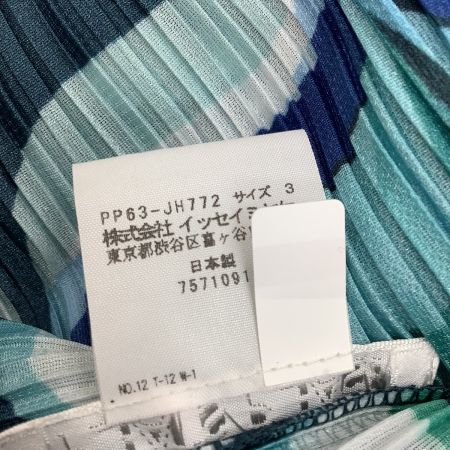 PP63-JH772 サイズ 3
株式会社 イッセイミヤケ
東京都渋谷区富ヶ谷
日本製
7571091
NO.12 T-12 W-1